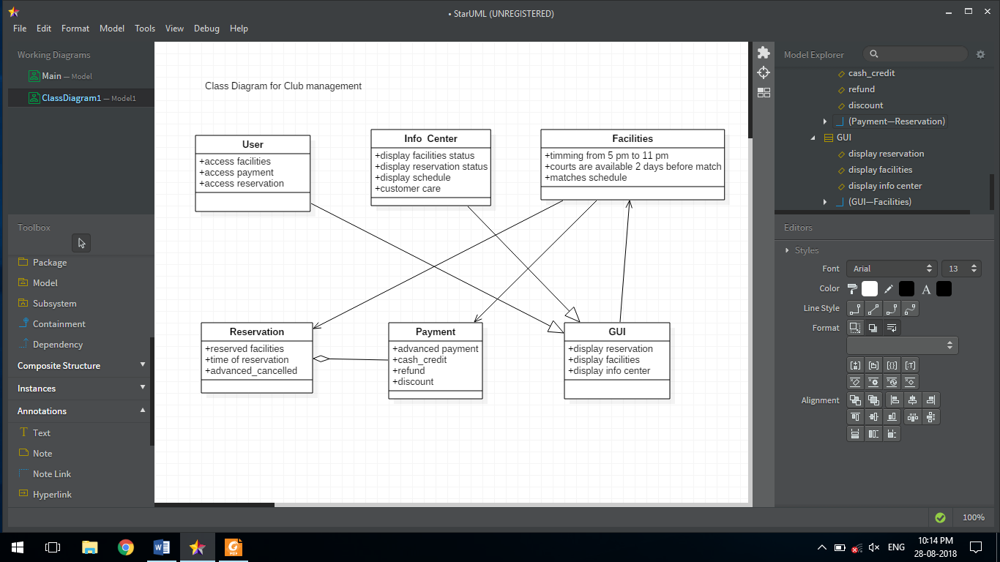 • StarUML (UNREGISTERED)
File Edit Format Model Tools View Debug Help
Working Diagrams
Main — Model
ClassDiagram1 — Model1
Toolbox
Package
Model
Subsystem
Containment
Dependency
Composite Structure
Instances
Annotations
Text
Note
Note Link
Hyperlink
Class Diagram for Club management
User
+access facilities
+access payment
+access reservation
Info Center
+display facilities status
+display reservation status
+display schedule
+customer care
Facilities
+timming from 5 pm to 11 pm
+courts are available 2 days before match
+matches schedule
Reservation
+reserved facilities
+time of reservation
+advanced_cancelled
Payment
+advanced payment
+cash_credit
+refund
+discount
GUI
+display reservation
+display facilities
+display info center
Model Explorer
cash_credit
refund
discount
(Payment—Reservation)
GUI
display reservation
display facilities
display info center
(GUI—Facilities)
Editors
Styles
Font Arial 13
Color A
Line Style
Format
Alignment
100%
W PDF ENG 10:14 PM
28-08-2018